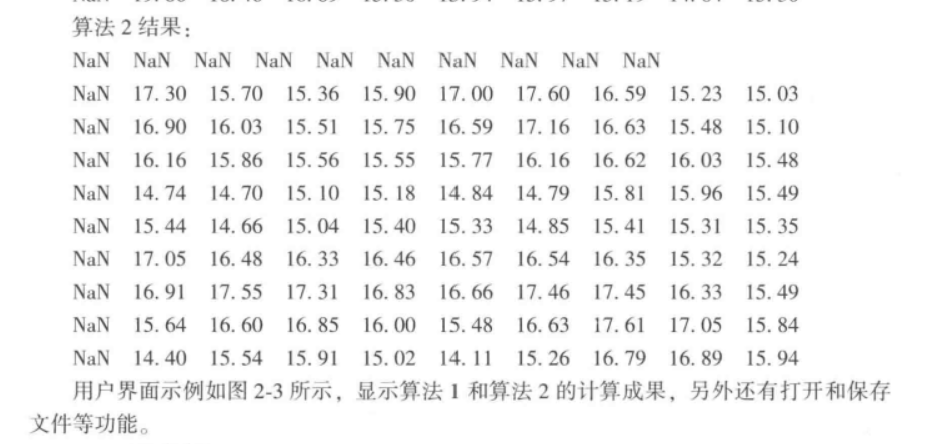 算法 2 结果：
NaN NaN NaN NaN NaN NaN NaN NaN NaN NaN
NaN 17.30 15.70 15.36 15.90 17.00 17.60 16.59 15.23 15.03
NaN 16.90 16.03 15.51 15.75 16.59 17.16 16.63 15.48 15.10
NaN 16.16 15.86 15.56 15.55 15.77 16.16 16.62 16.03 15.48
NaN 14.74 14.70 15.10 15.18 14.84 14.79 15.81 15.96 15.49
NaN 15.44 14.66 15.04 15.40 15.33 14.85 15.41 15.31 15.35
NaN 17.05 16.48 16.33 16.46 16.57 16.54 16.35 15.32 15.24
NaN 16.91 17.55 17.31 16.83 16.66 17.46 17.45 16.33 15.49
NaN 15.64 16.60 16.85 16.00 15.48 16.63 17.61 17.05 15.84
NaN 14.40 15.54 15.91 15.02 14.11 15.26 16.79 16.89 15.94
用户界面示例如图 2-3 所示，显示算法 1 和算法 2 的计算成果，另外还有打开和保存
文件等功能。